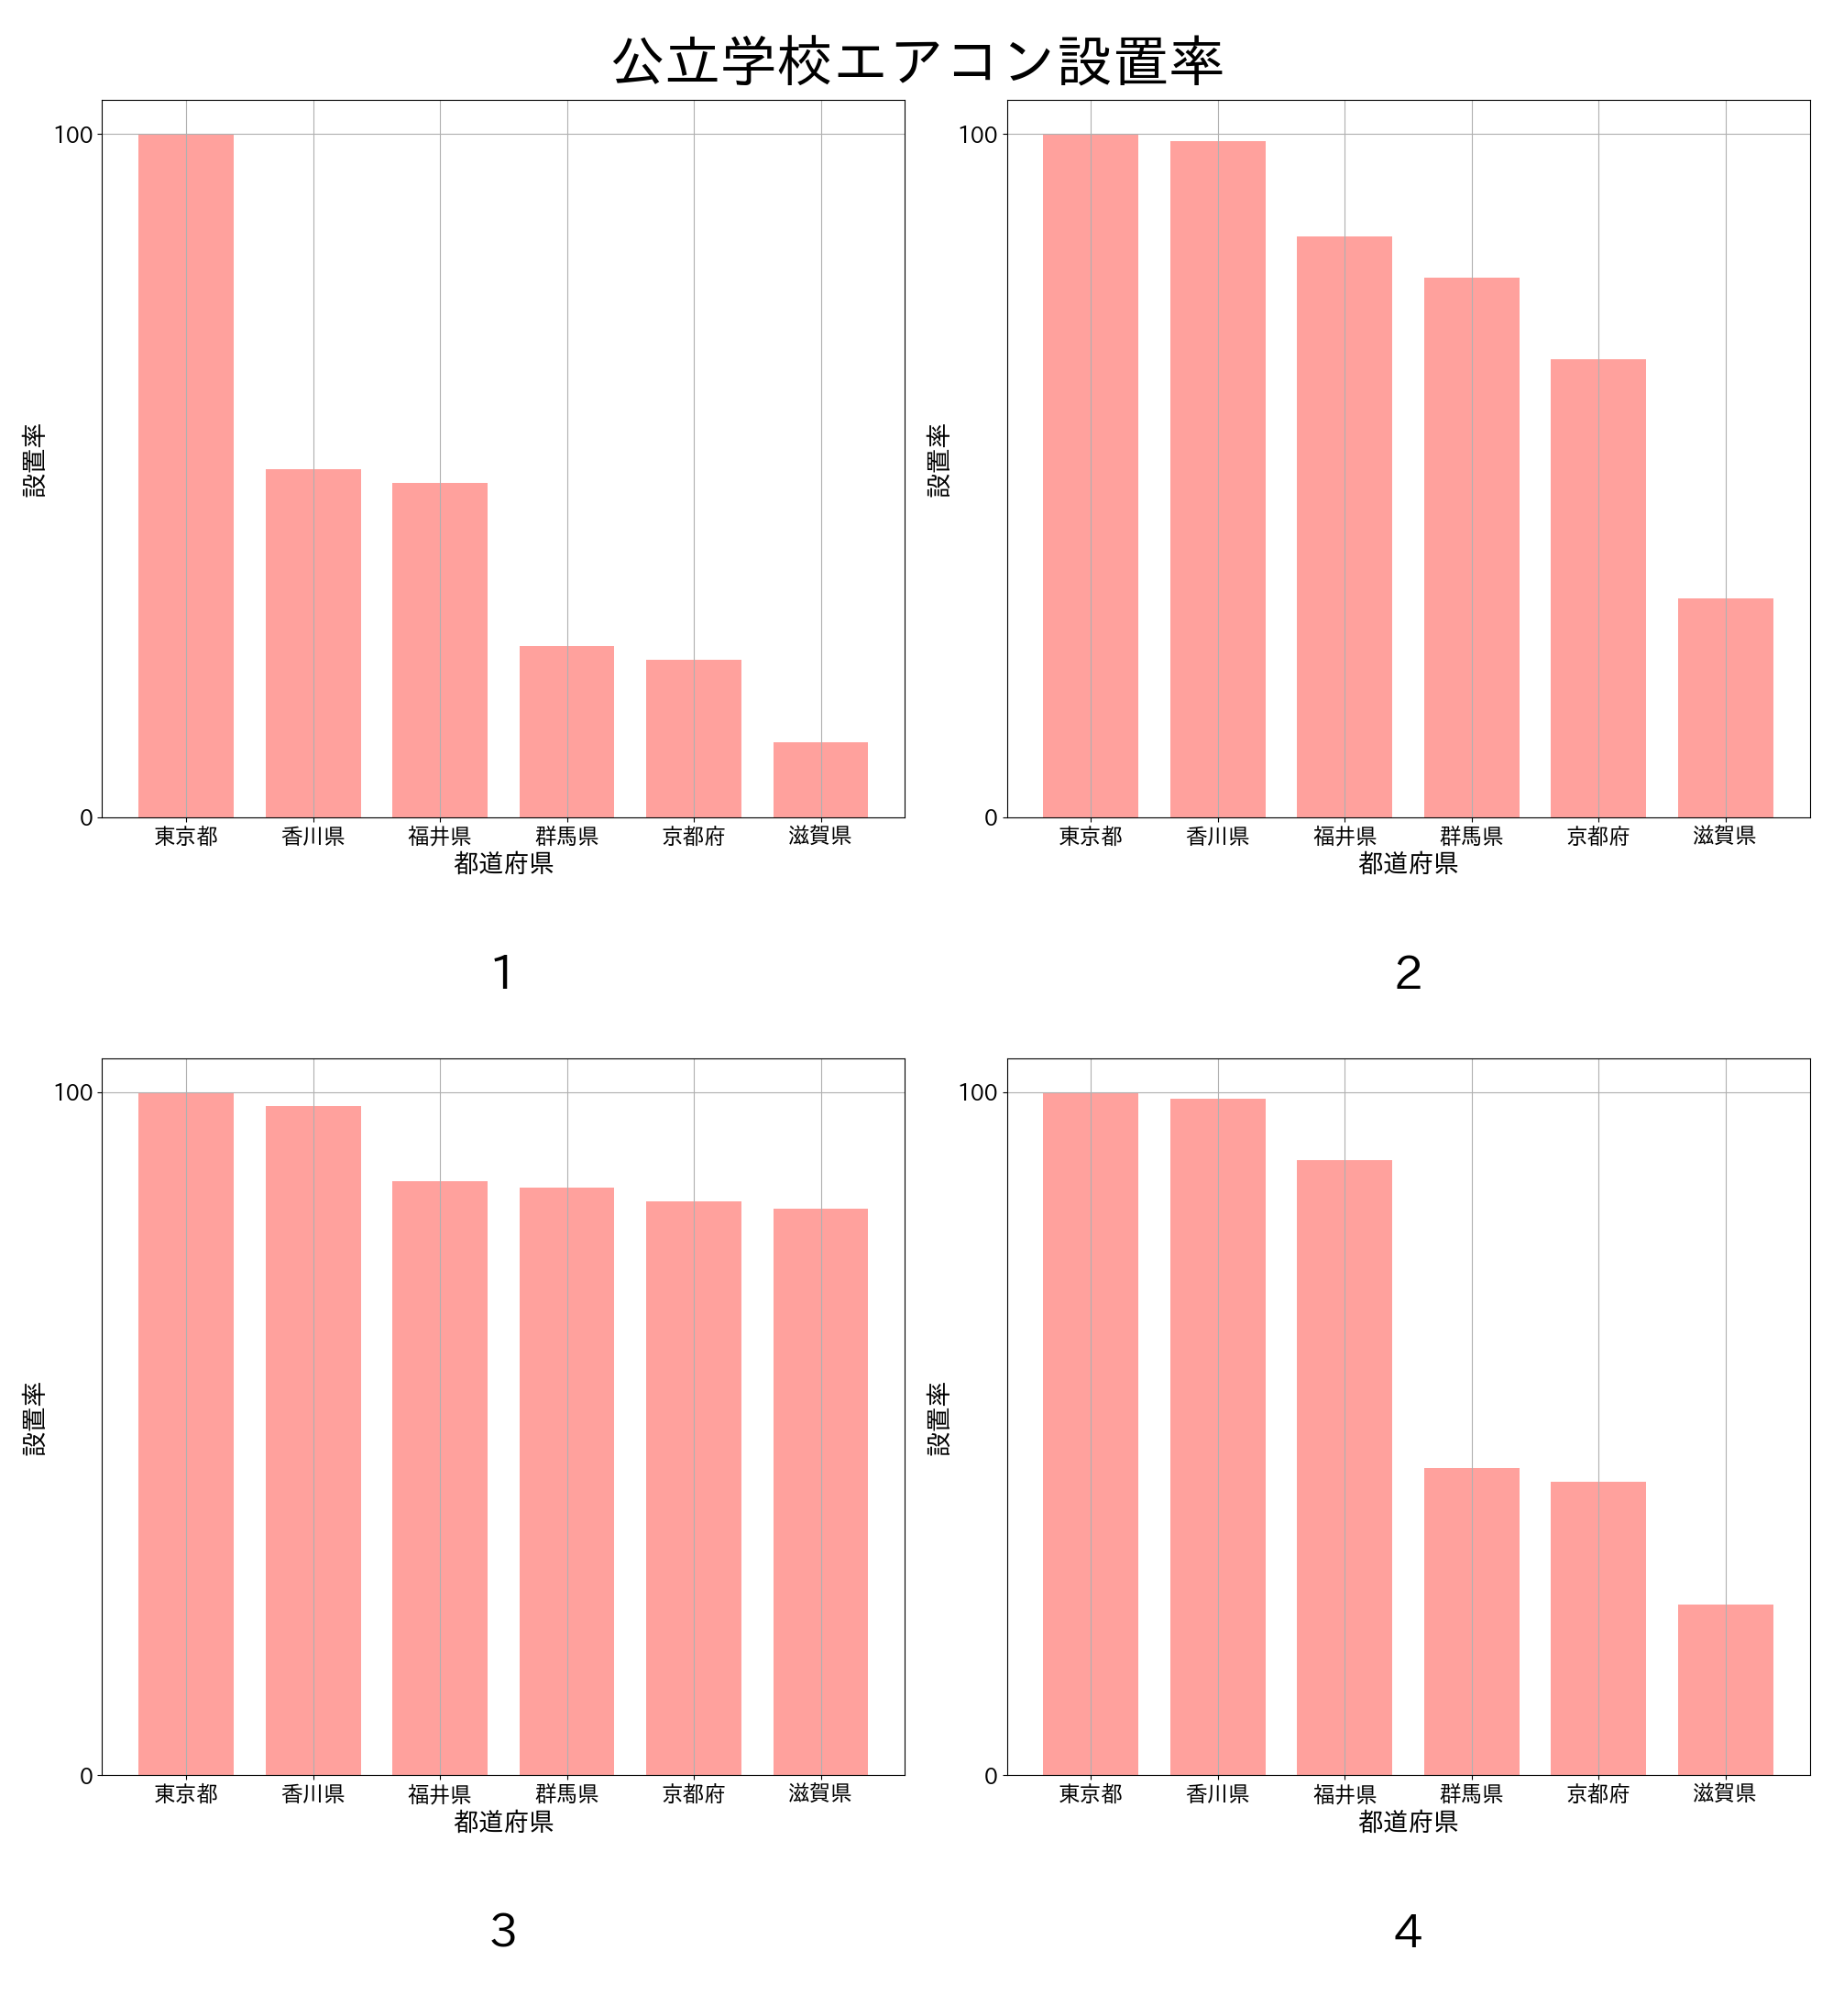 公立学校エアコン設置率
100
0
設置率
東京都 香川県 福井県 群馬県 京都府 滋賀県
都道府県
1
100
0
設置率
東京都 香川県 福井県 群馬県 京都府 滋賀県
都道府県
2
100
0
設置率
東京都 香川県 福井県 群馬県 京都府 滋賀県
都道府県
3
100
0
設置率
東京都 香川県 福井県 群馬県 京都府 滋賀県
都道府県
4